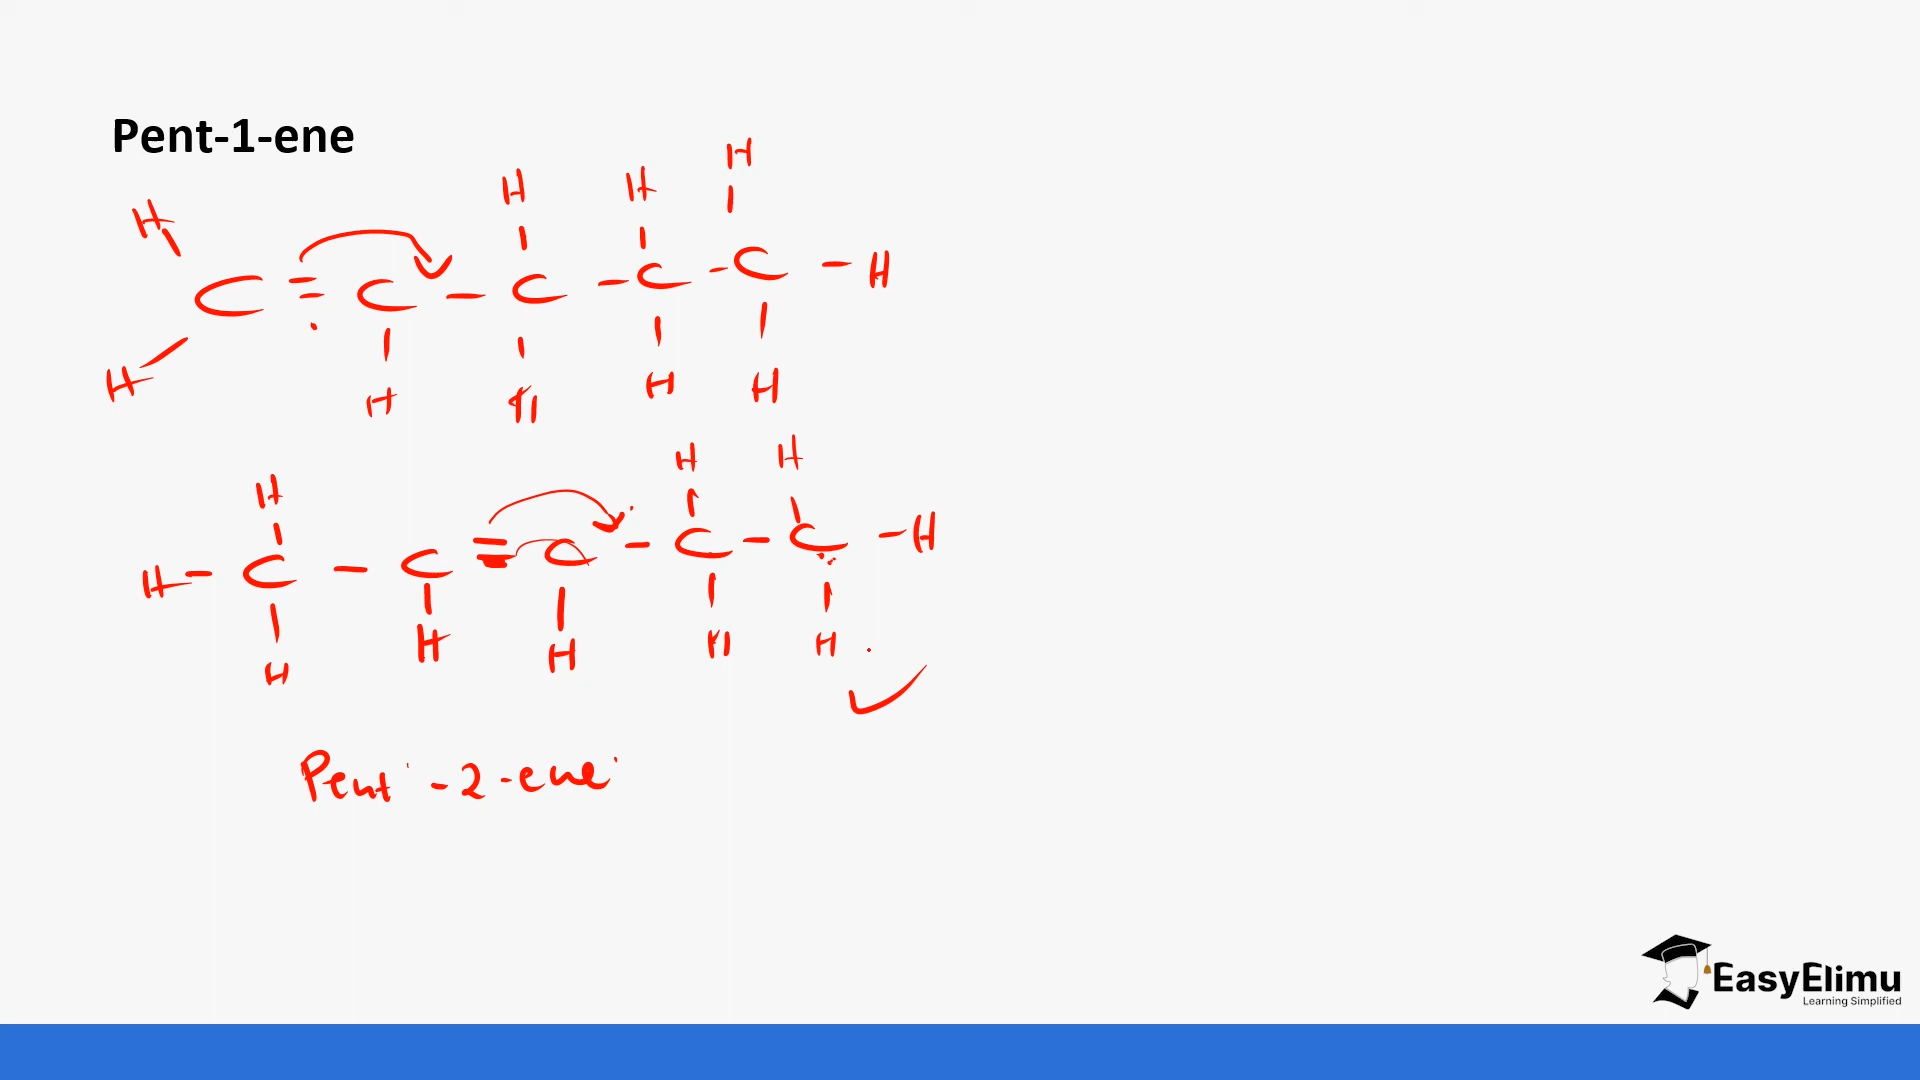 Pent-1-ene
H H H
H
C = C - C - C - C - H
H H H H H
H H H
H - C - C = C - C - C - H
H H H H H
Pent-2-ene
EasyElimu
Learning Simplified